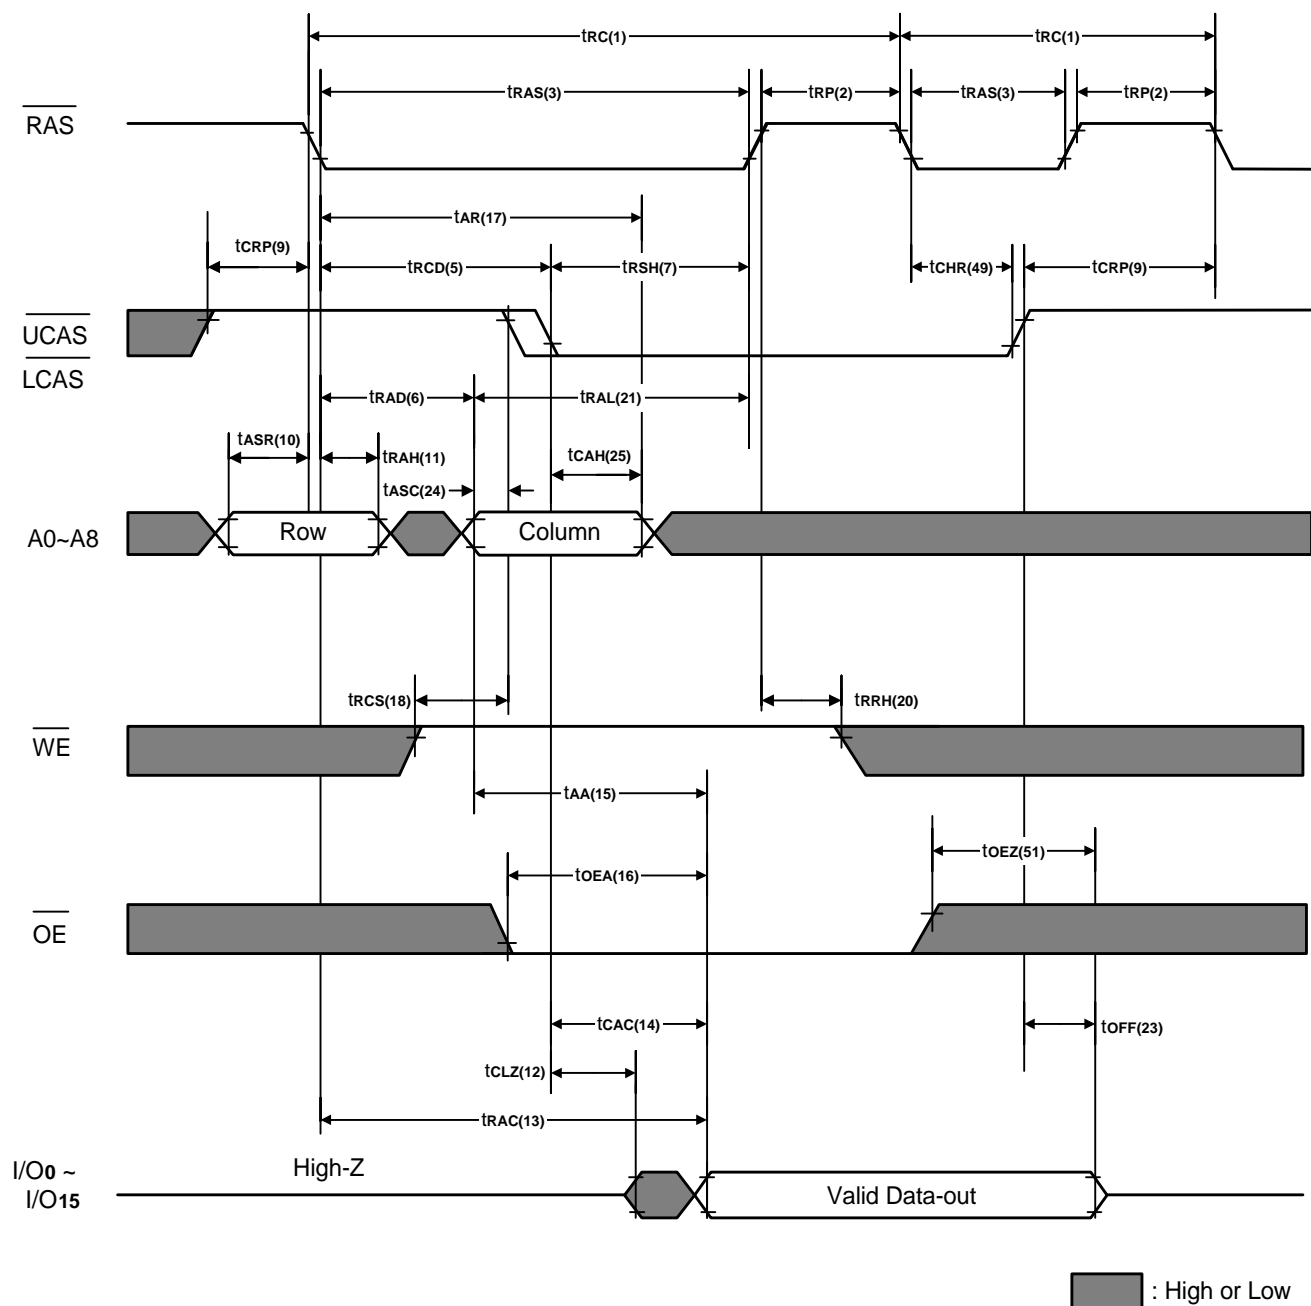 tRC(1) tRC(1)
tRAS(3) tRP(2) tRAS(3) tRP(2)
RAS
tAR(17)
tCRP(9) tRCD(5) tRSH(7) tCHR(49) tCRP(9)
UCAS
LCAS
tRAD(6) tRAL(21)
tASR(10) tRAH(11) tCAH(25)
tASC(24)
A0~A8 Row Column
tRCS(18) tRRH(20)
WE
tAA(15)
tOEZ(51)
tOEA(16)
OE
tCAC(14) tOFF(23)
tCLZ(12)
tRAC(13)
I/O0 ~ High-Z
I/O15 Valid Data-out
: High or Low